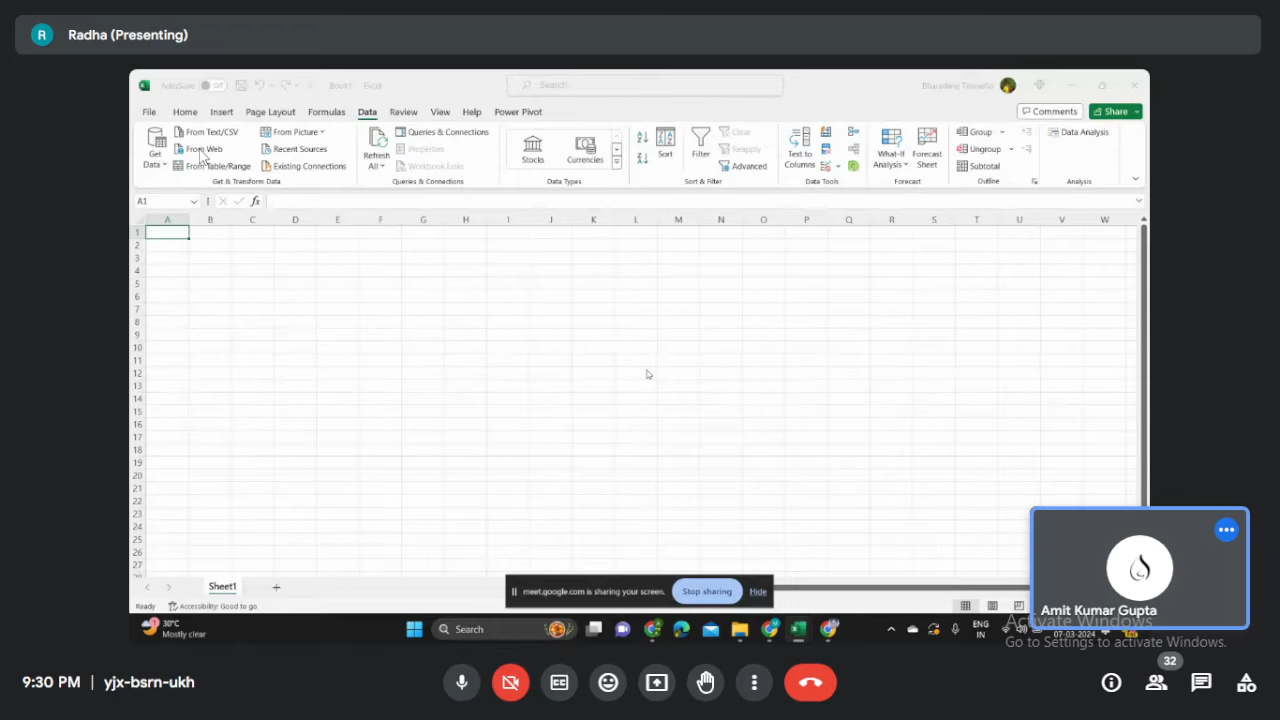 R Radha (Presenting)
AutoSave Off Book1 Excel Search
File Home Insert Page Layout Formulas Data Review View Help Power Pivot Comments Share
From Text/CSV From Picture Queries & Connections Clear Group Data Analysis
Get Data From Web Recent Sources Refresh All Properties Stocks Currencies Sort Filter Reapply Text to Columns What-If Analysis Forecast Sheet Ungroup
From Table/Range Existing Connections Workbook Links Advanced Subtotal
Get & Transform Data Queries & Connections Data Types Sort & Filter Data Tools Forecast Outline Analysis
A1 fx
A B C D E F G H I J K L M N O P Q R S T U V W
1
2
3
4
5
6
7
8
9
10
11
12
13
14
15
16
17
18
19
20
21
22
23
24
25
26
27
Sheet1
meet.google.com is sharing your screen. Stop sharing Hide
Ready Accessibility: Good to go
Amit Kumar Gupta
30°C
Mostly clear
Search
ENG
IN
07-03-2024
Activate Windows
Go to Settings to activate Windows.
9:30 PM | yjx-bsrn-ukh
32